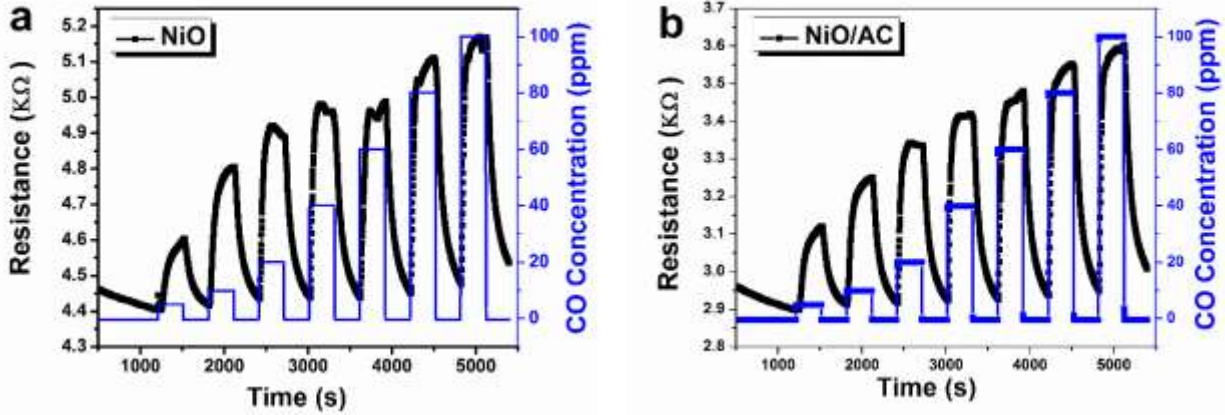 a
NiO
Resistance (KΩ)
5.2
5.1
5.0
4.9
4.8
4.7
4.6
4.5
4.4
4.3
1000 2000 3000 4000 5000
Time (s)
100
80
60
40
20
0
CO Concentration (ppm)
b
NiO/AC
Resistance (KΩ)
3.7
3.6
3.5
3.4
3.3
3.2
3.1
3.0
2.9
2.8
1000 2000 3000 4000 5000
Time (s)
100
80
60
40
20
0
CO Concentration (ppm)